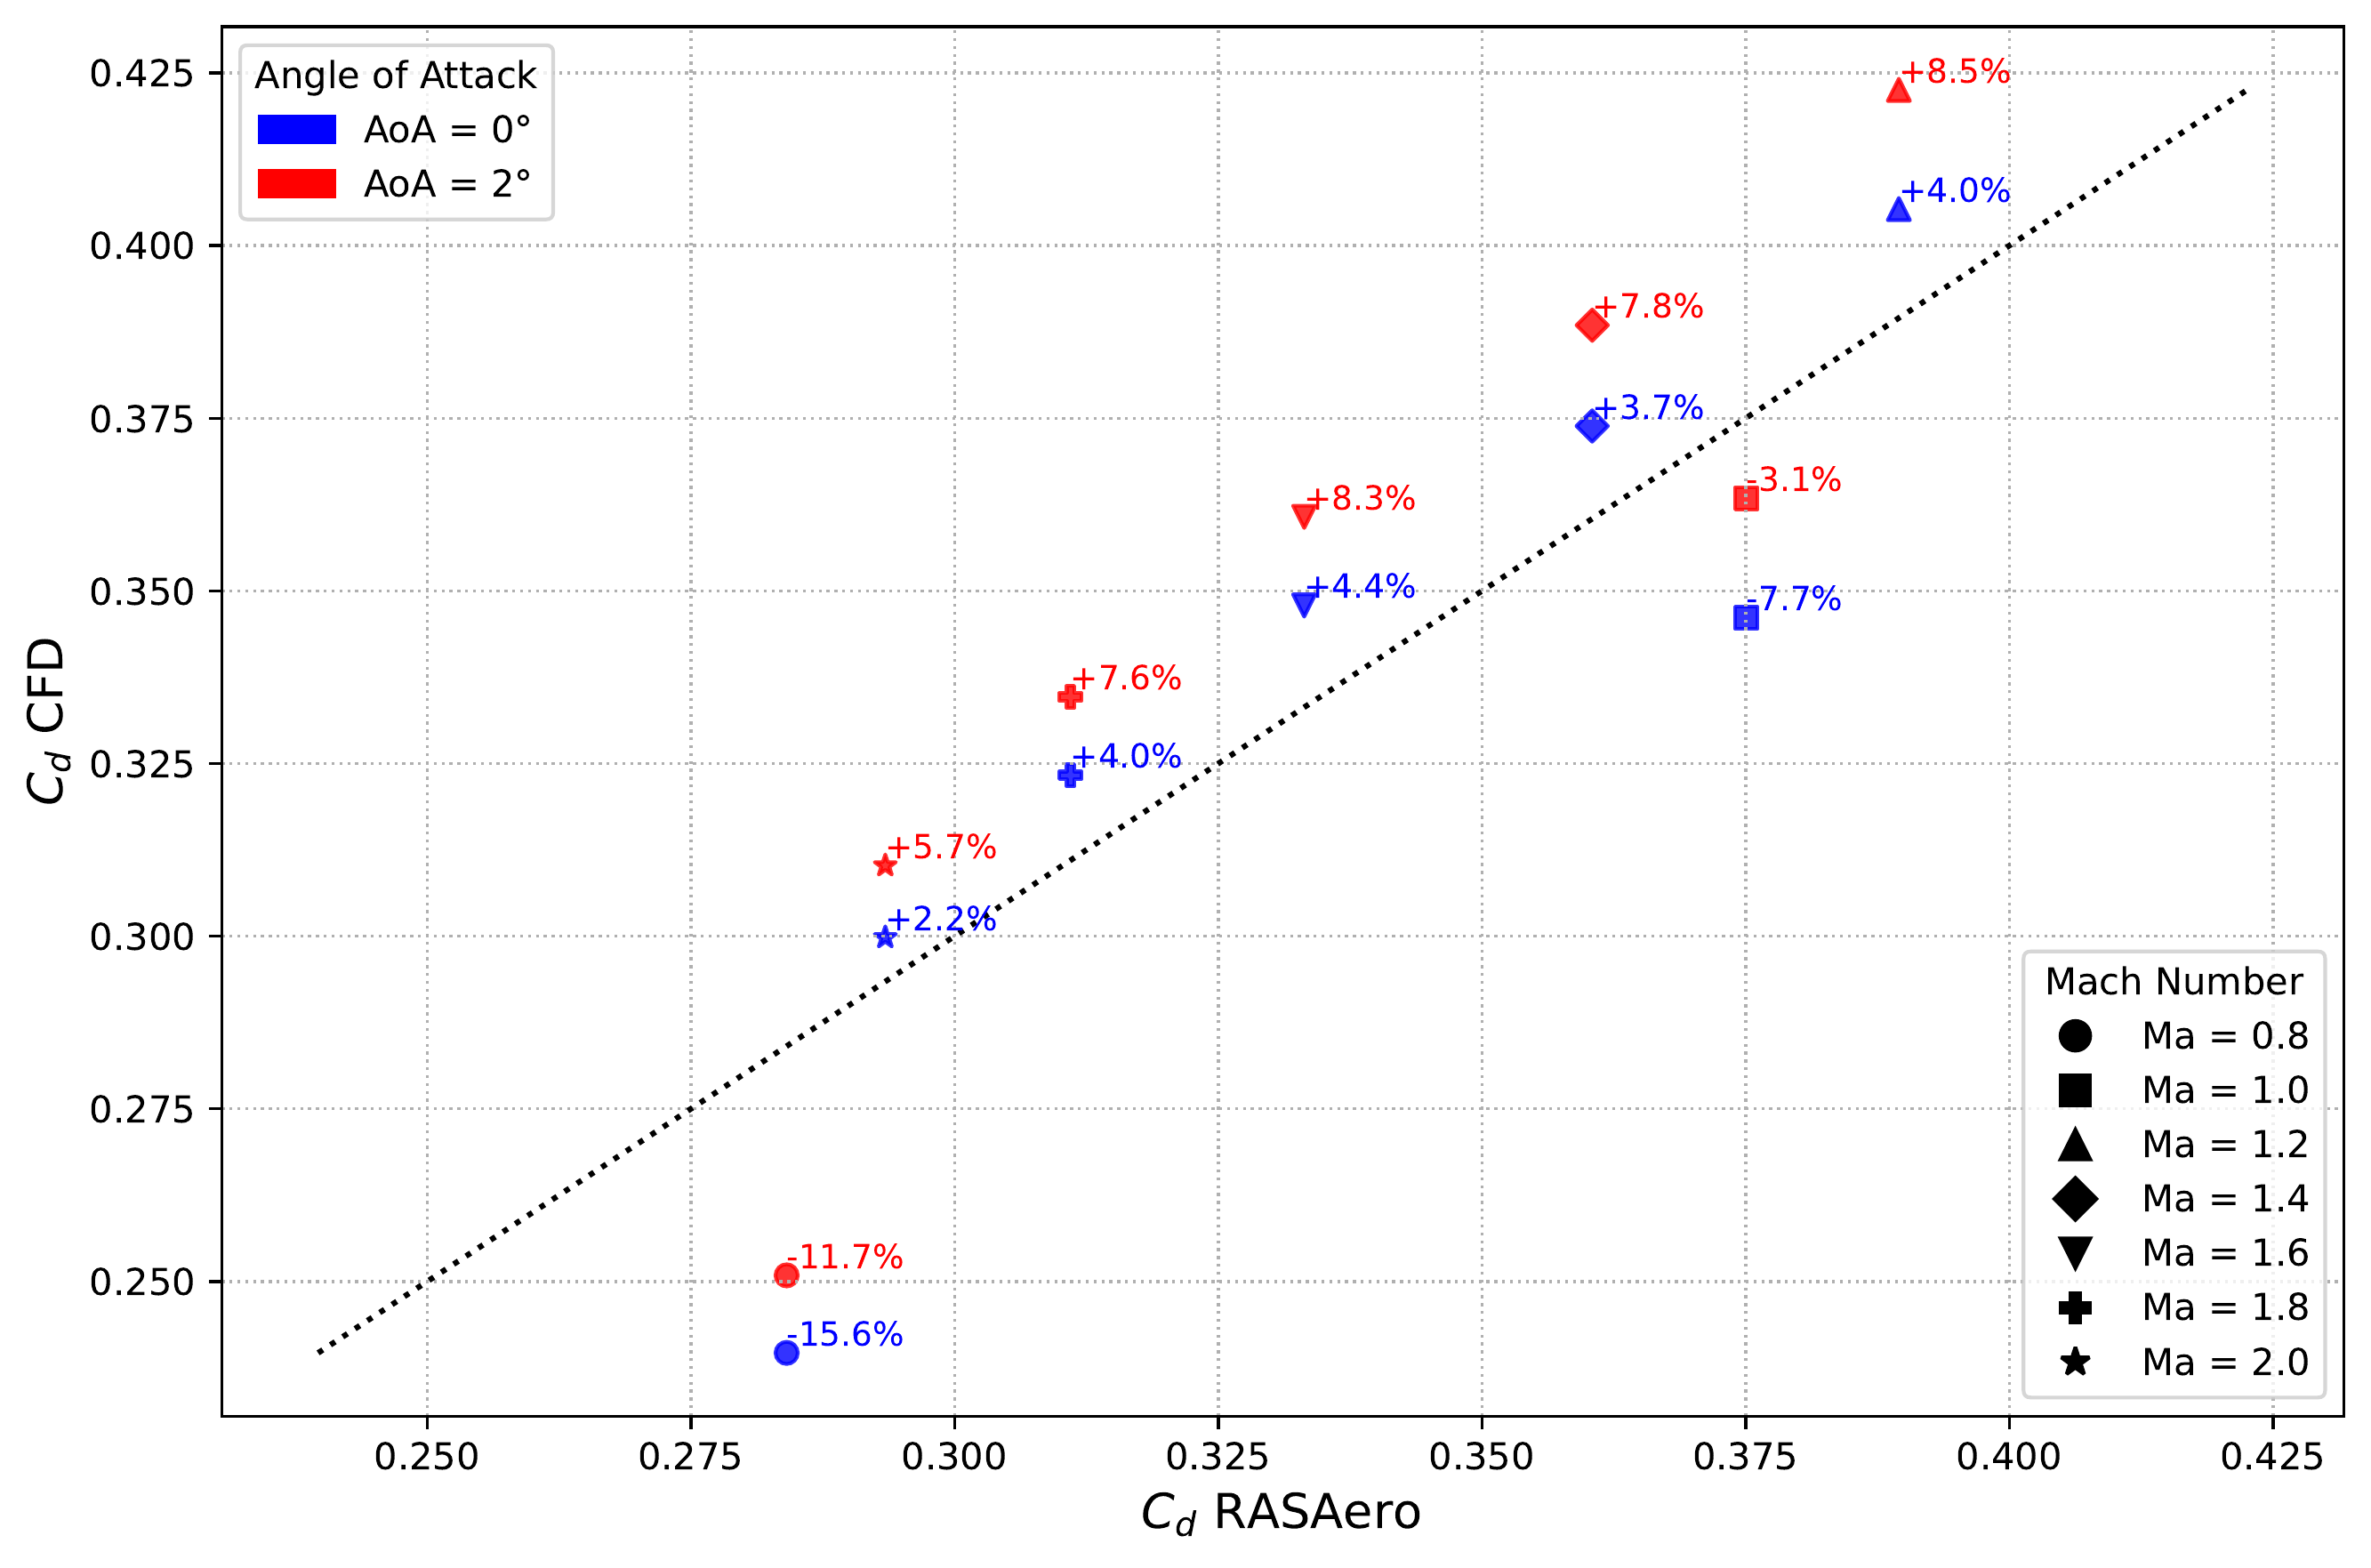 Angle of Attack
AoA = 0°
AoA = 2°
+8.5%
+4.0%
+7.8%
+3.7%
-3.1%
+8.3%
+4.4%
-7.7%
+7.6%
+4.0%
+5.7%
+2.2%
-11.7%
-15.6%
Mach Number
Ma = 0.8
Ma = 1.0
Ma = 1.2
Ma = 1.4
Ma = 1.6
Ma = 1.8
Ma = 2.0
0.425
0.400
0.375
0.350
0.325
0.300
0.275
0.250
C_d CFD
0.250 0.275 0.300 0.325 0.350 0.375 0.400 0.425
C_d RASAero